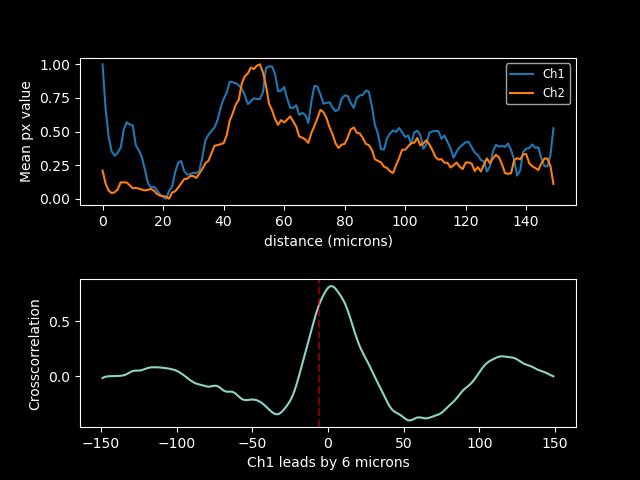 1.00
0.75
0.50
0.25
0.00
Mean px value
Ch1
Ch2
0 20 40 60 80 100 120 140
distance (microns)
0.5
0.0
Crosscorrelation
−150 −100 −50 0 50 100 150
Ch1 leads by 6 microns